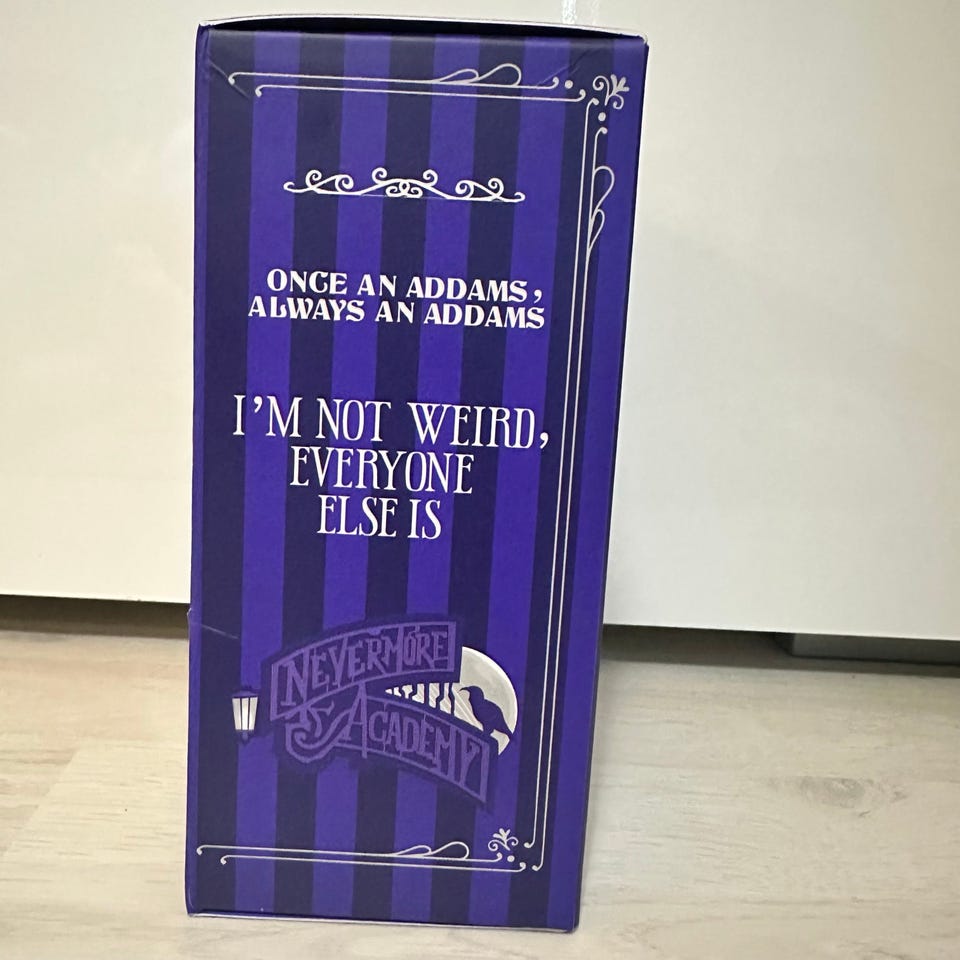 ONCE AN ADDAMS,
ALWAYS AN ADDAMS
I'M NOT WEIRD,
EVERYONE
ELSE IS
NEVERMORE
ACADEMY